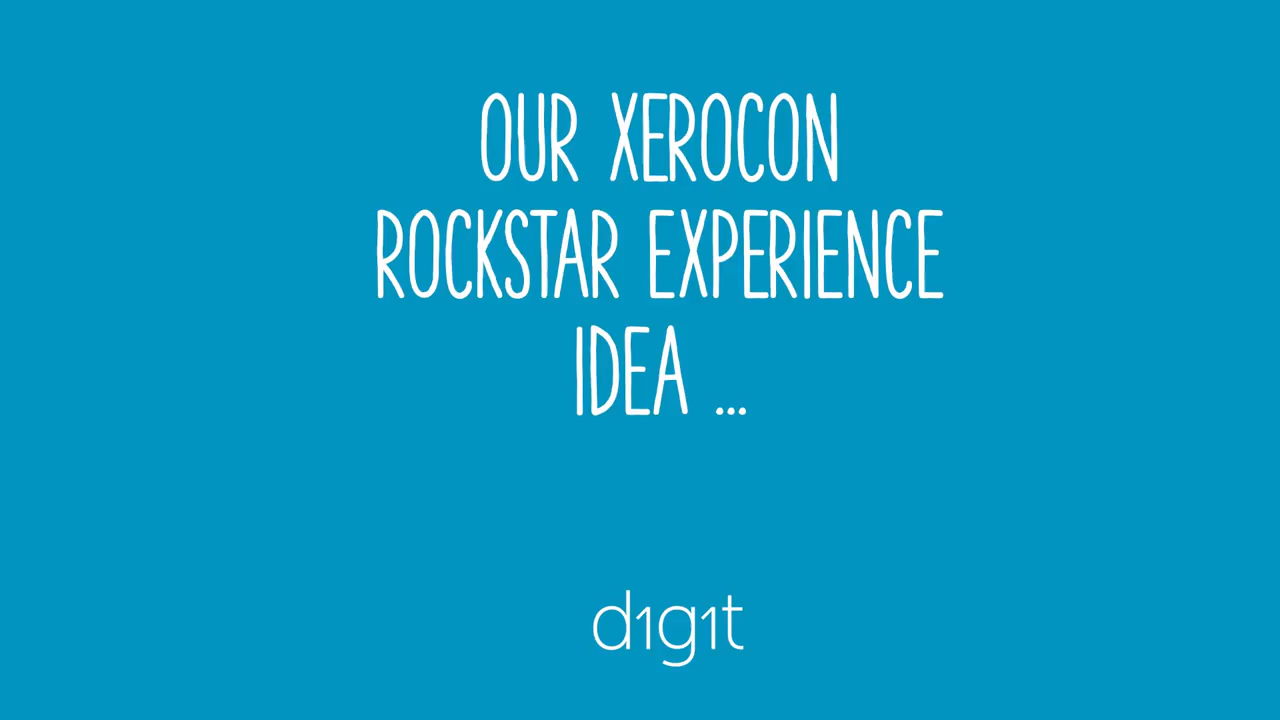 OUR XEROCON
ROCKSTAR EXPERIENCE
IDEA ...
d1g1t